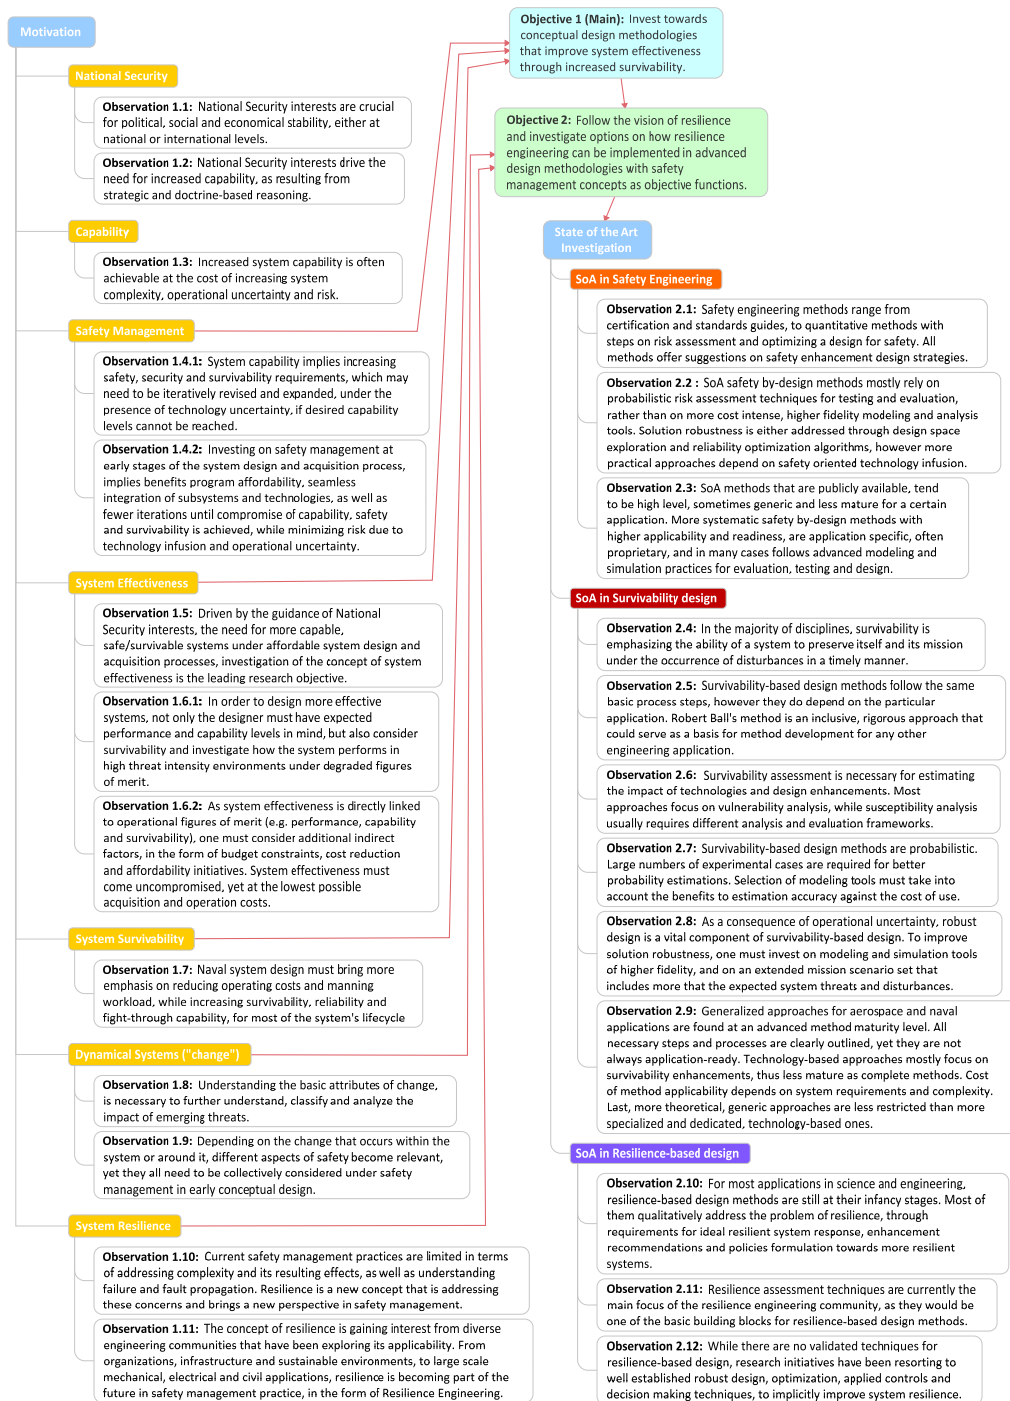 Motivation
National Security
Observation 1.1: National Security interests are crucial
for political, social and economical stability, either at
national or international levels.
Observation 1.2: National Security interests drive the
need for increased capability, as resulting from
strategic and doctrine-based reasoning.
Capability
Observation 1.3: Increased system capability is often
achievable at the cost of increasing system
complexity, operational uncertainty and risk.
Safety Management
Observation 1.4.1: System capability implies increasing
safety, security and survivability requirements, which may
need to be iteratively revised and expanded, under the
presence of technology uncertainty, if desired capability
levels cannot be reached.
Observation 1.4.2: Investing on safety management at
early stages of the system design and acquisition process,
implies benefits program affordability, seamless
integration of subsystems and technologies, as well as
fewer iterations until compromise of capability, safety
and survivability is achieved, while minimizing risk due to
technology infusion and operational uncertainty.
System Effectiveness
Observation 1.5: Driven by the guidance of National
Security interests, the need for more capable,
safe/survivable systems under affordable system design and
acquisition processes, investigation of the concept of system
effectiveness is the leading research objective.
Observation 1.6.1: In order to design more effective
systems, not only the designer must have expected
performance and capability levels in mind, but also consider
survivability and investigate how the system performs in
high threat intensity environments under degraded figures
of merit.
Observation 1.6.2: As system effectiveness is directly linked
to operational figures of merit (e.g. performance, capability
and survivability), one must consider additional indirect
factors, in the form of budget constraints, cost reduction
and affordability initiatives. System effectiveness must
come uncompromised, yet at the lowest possible
acquisition and operation costs.
System Survivability
Observation 1.7: Naval system design must bring more
emphasis on reducing operating costs and manning
workload, while increasing survivability, reliability and
fight-through capability, for most of the system's lifecycle
Dynamical Systems ("change")
Observation 1.8: Understanding the basic attributes of change,
is necessary to further understand, classify and analyze the
impact of emerging threats.
Observation 1.9: Depending on the change that occurs within the
system or around it, different aspects of safety become relevant,
yet they all need to be collectively considered under safety
management in early conceptual design.
System Resilience
Observation 1.10: Current safety management practices are limited in terms
of addressing complexity and its resulting effects, as well as understanding
failure and fault propagation. Resilience is a new concept that is addressing
these concerns and brings a new perspective in safety management.
Observation 1.11: The concept of resilience is gaining interest from diverse
engineering communities that have been exploring its applicability. From
organizations, infrastructure and sustainable environments, to large scale
mechanical, electrical and civil applications, resilience is becoming part of the
future in safety management practice, in the form of Resilience Engineering.
Objective 1 (Main): Invest towards
conceptual design methodologies
that improve system effectiveness
through increased survivability.
Objective 2: Follow the vision of resilience
and investigate options on how resilience
engineering can be implemented in advanced
design methodologies with safety
management concepts as objective functions.
State of the Art
Investigation
SoA in Safety Engineering
Observation 2.1: Safety engineering methods range from
certification and standards guides, to quantitative methods with
steps on risk assessment and optimizing a design for safety. All
methods offer suggestions on safety enhancement design strategies.
Observation 2.2 : SoA safety by-design methods mostly rely on
probabilistic risk assessment techniques for testing and evaluation,
rather than on more cost intense, higher fidelity modeling and analysis
tools. Solution robustness is either addressed through design space
exploration and reliability optimization algorithms, however more
practical approaches depend on safety oriented technology infusion.
Observation 2.3: SoA methods that are publicly available, tend
to be high level, sometimes generic and less mature for a certain
application. More systematic safety by-design methods with
higher applicability and readiness, are application specific, often
proprietary, and in many cases follows advanced modeling and
simulation practices for evaluation, testing and design.
SoA in Survivability design
Observation 2.4: In the majority of disciplines, survivability is
emphasizing the ability of a system to preserve itself and its mission
under the occurrence of disturbances in a timely manner.
Observation 2.5: Survivability-based design methods follow the same
basic process steps, however they do depend on the particular
application. Robert Ball's method is an inclusive, rigorous approach that
could serve as a basis for method development for any other
engineering application.
Observation 2.6: Survivability assessment is necessary for estimating
the impact of technologies and design enhancements. Most
approaches focus on vulnerability analysis, while susceptibility analysis
usually requires different analysis and evaluation frameworks.
Observation 2.7: Survivability-based design methods are probabilistic.
Large numbers of experimental cases are required for better
probability estimations. Selection of modeling tools must take into
account the benefits to estimation accuracy against the cost of use.
Observation 2.8: As a consequence of operational uncertainty, robust
design is a vital component of survivability-based design. To improve
solution robustness, one must invest on modeling and simulation tools
of higher fidelity, and on an extended mission scenario set that
includes more that the expected system threats and disturbances.
Observation 2.9: Generalized approaches for aerospace and naval
applications are found at an advanced method maturity level. All
necessary steps and processes are clearly outlined, yet they are not
always application-ready. Technology-based approaches mostly focus on
survivability enhancements, thus less mature as complete methods. Cost
of method applicability depends on system requirements and complexity.
Last, more theoretical, generic approaches are less restricted than more
specialized and dedicated, technology-based ones.
SoA in Resilience-based design
Observation 2.10: For most applications in science and engineering,
resilience-based design methods are still at their infancy stages. Most of
them qualitatively address the problem of resilience, through
requirements for ideal resilient system response, enhancement
recommendations and policies formulation towards more resilient
systems.
Observation 2.11: Resilience assessment techniques are currently the
main focus of the resilience engineering community, as they would be
one of the basic building blocks for resilience-based design methods.
Observation 2.12: While there are no validated techniques for
resilience-based design, research initiatives have been resorting to
well established robust design, optimization, applied controls and
decision making techniques, to implicitly improve system resilience.